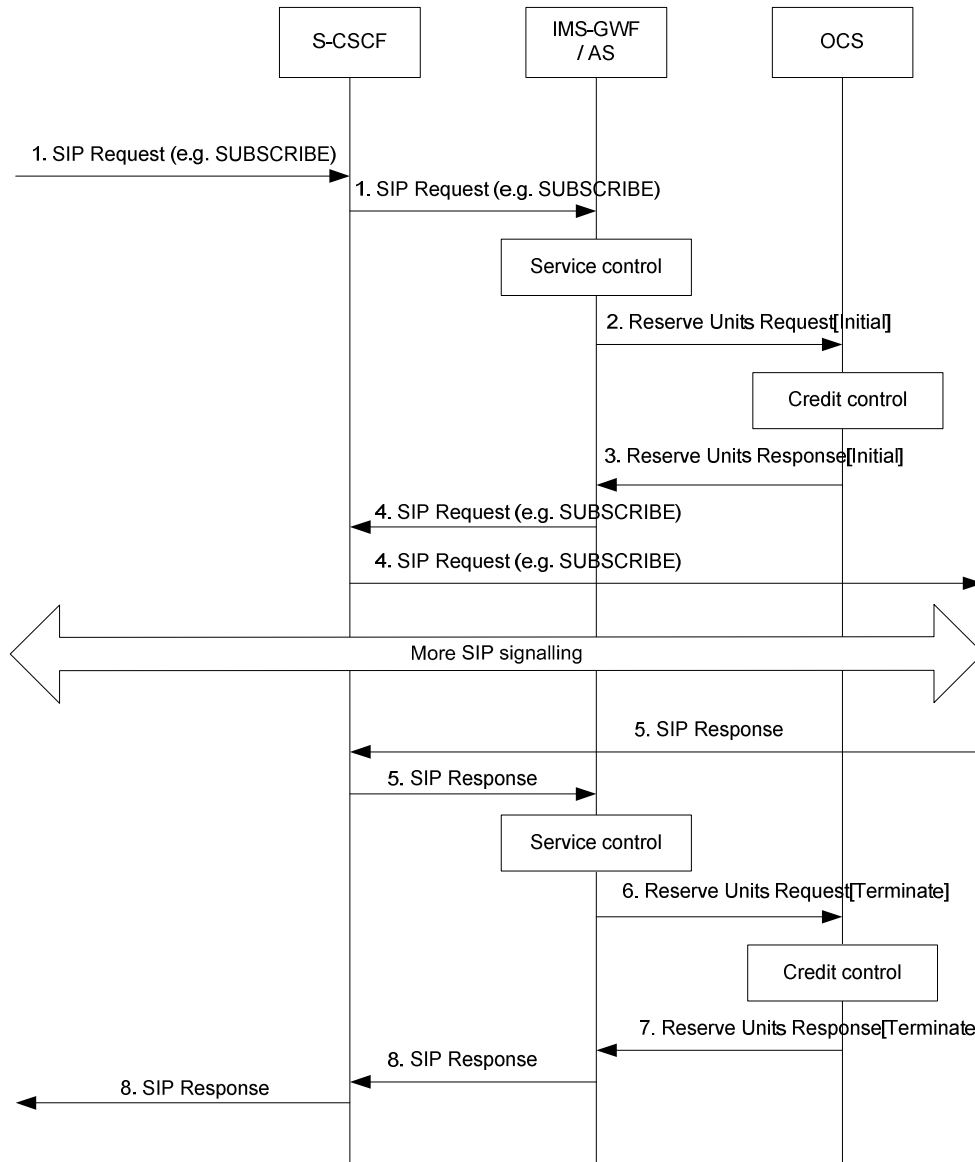 S-CSCF
IMS-GWF
/ AS
OCS
1. SIP Request (e.g. SUBSCRIBE)
1. SIP Request (e.g. SUBSCRIBE)
Service control
2. Reserve Units Request[Initial]
Credit control
3. Reserve Units Response[Initial]
4. SIP Request (e.g. SUBSCRIBE)
4. SIP Request (e.g. SUBSCRIBE)
More SIP signalling
5. SIP Response
5. SIP Response
Service control
6. Reserve Units Request[Terminate]
Credit control
7. Reserve Units Response[Terminate
8. SIP Response
8. SIP Response